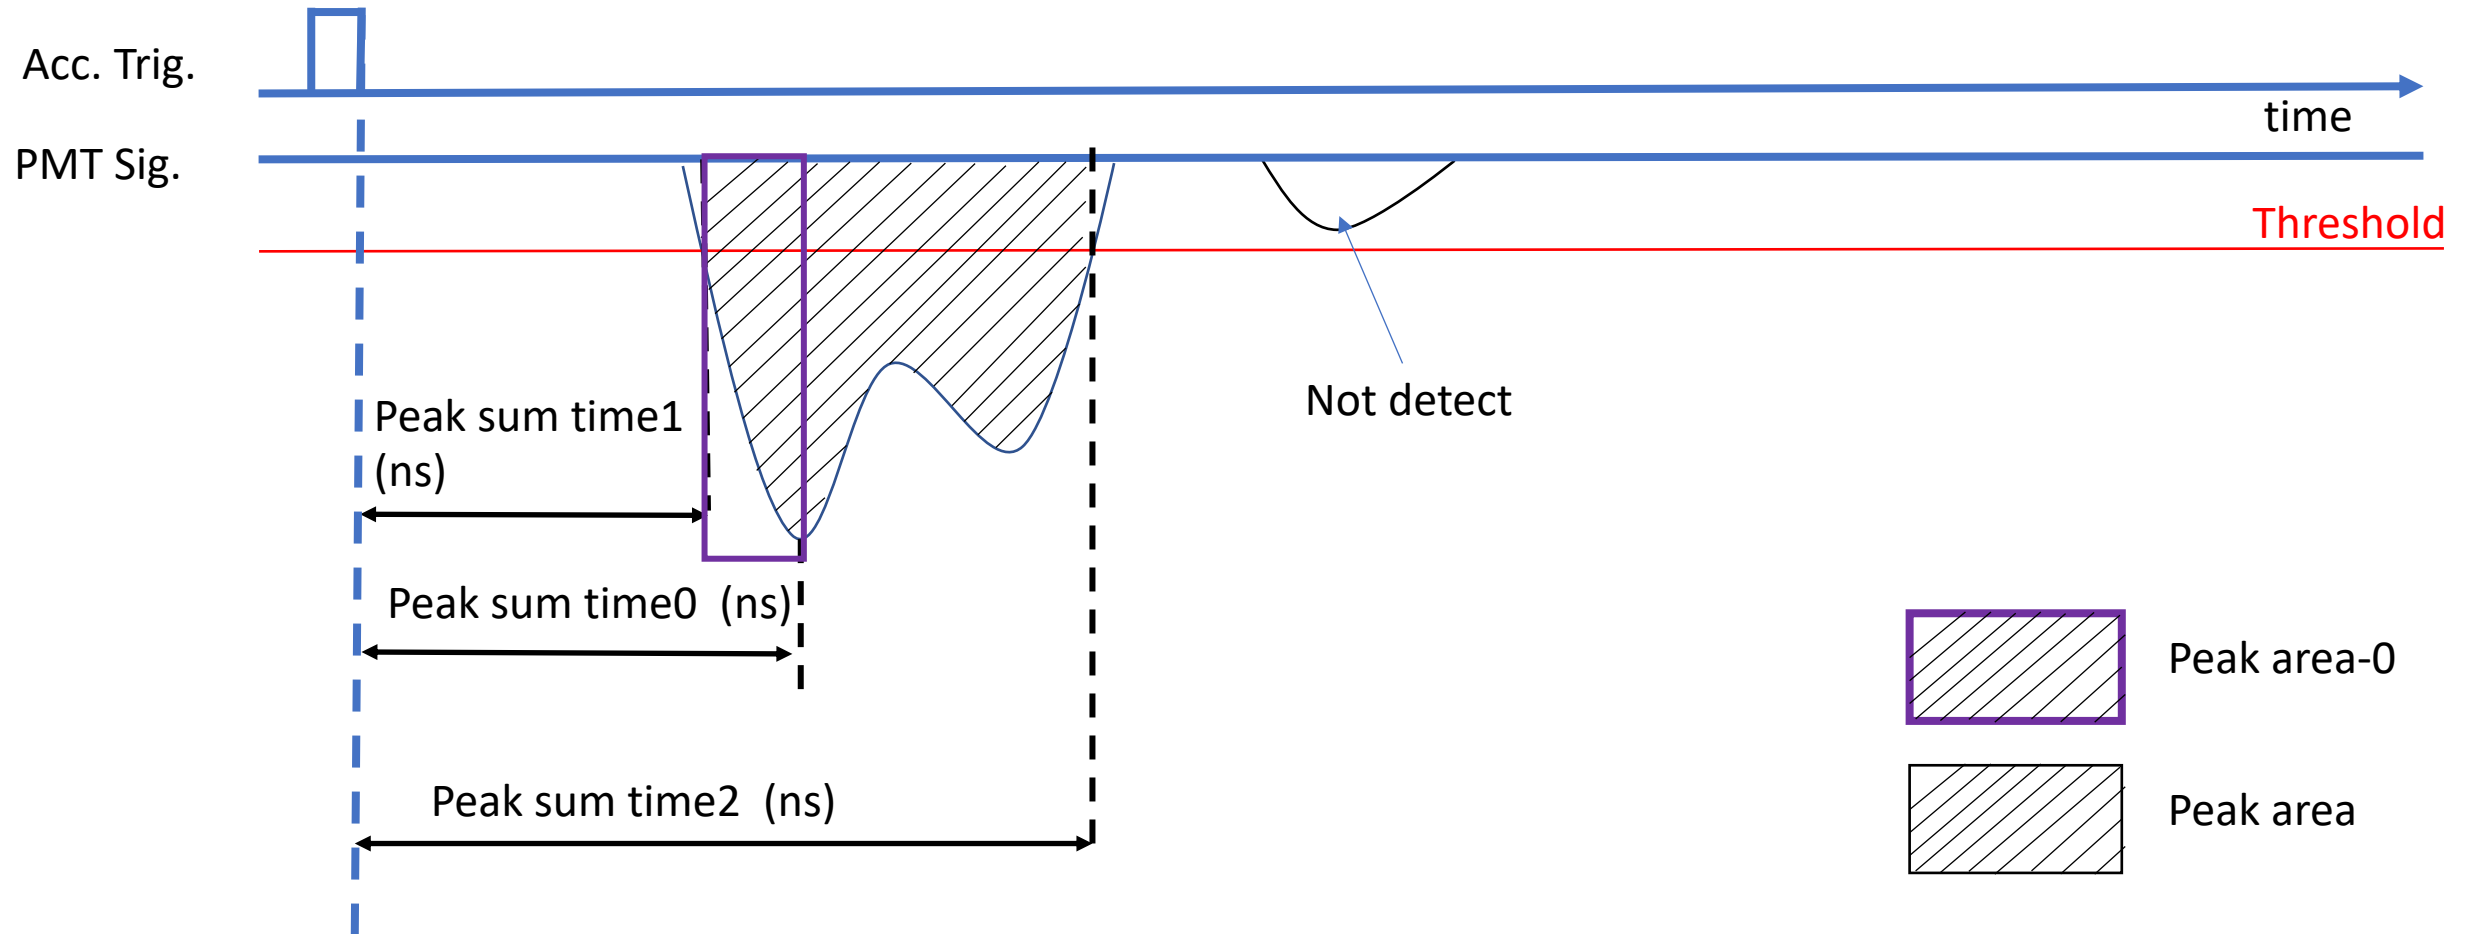 Acc. Trig.
time
PMT Sig.
Threshold
Not detect
Peak sum time1
(ns)
Peak sum time0 (ns)
Peak area-0
Peak sum time2 (ns)
Peak area